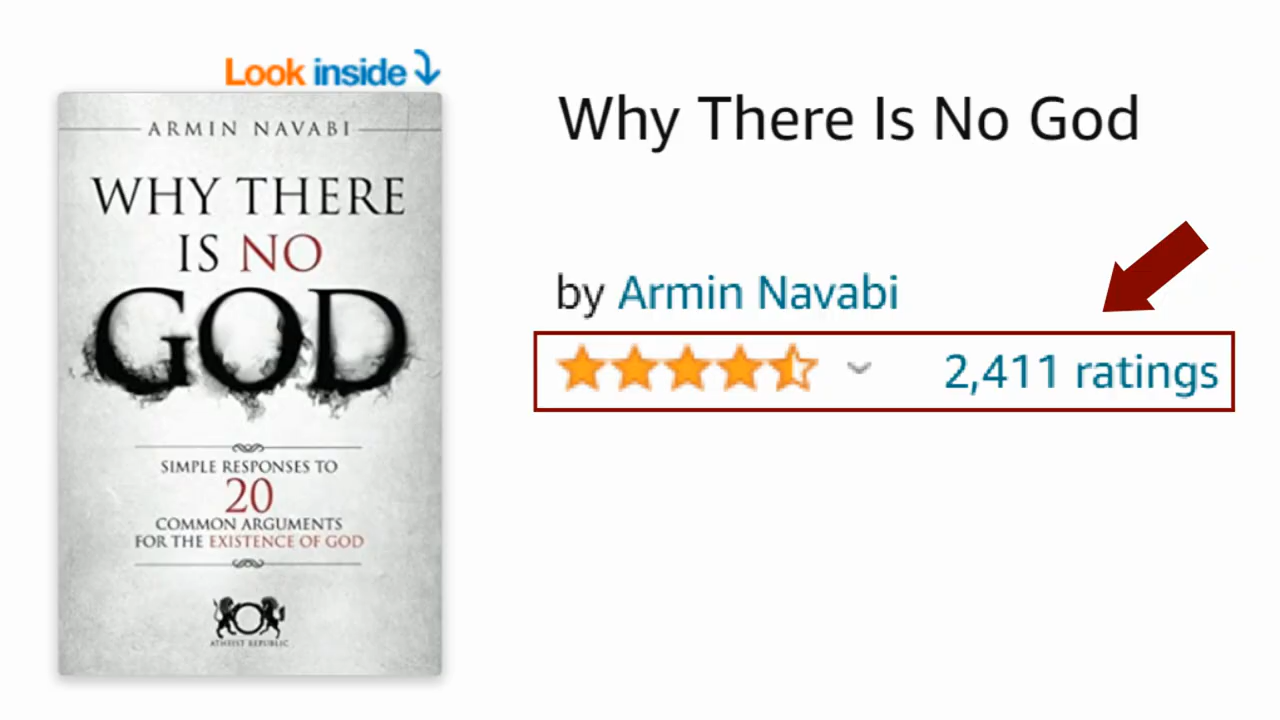 Look inside
ARMIN NAVABI
WHY THERE
IS NO
GOD
SIMPLE RESPONSES TO
20
COMMON ARGUMENTS
FOR THE EXISTENCE OF GOD
ATHEIST REPUBLIC
Why There Is No God
by Armin Navabi
2,411 ratings